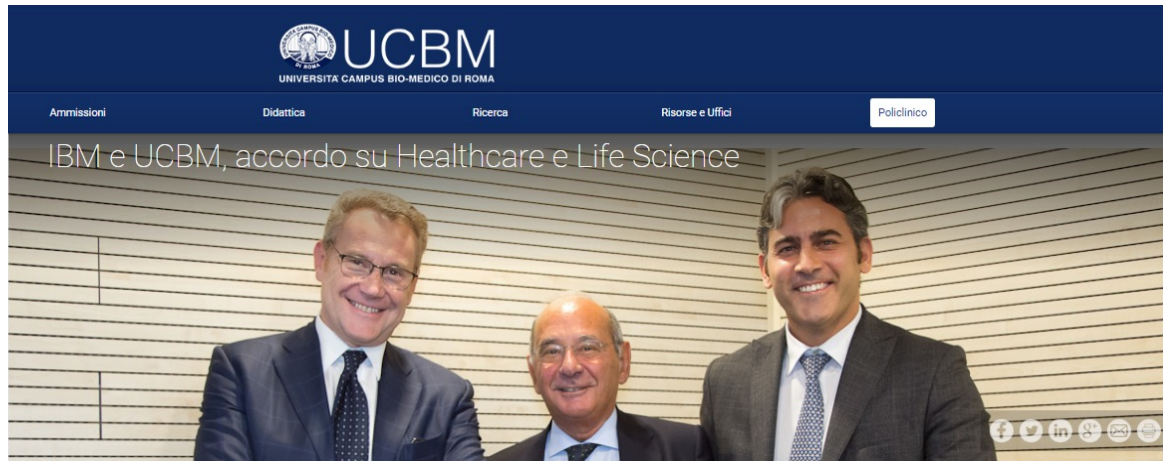 UCBM
UNIVERSITA' CAMPUS BIO-MEDICO DI ROMA
Ammissioni Didattica Ricerca Risorse e Uffici Policlinico
IBM e UCBM, accordo su Healthcare e Life Science